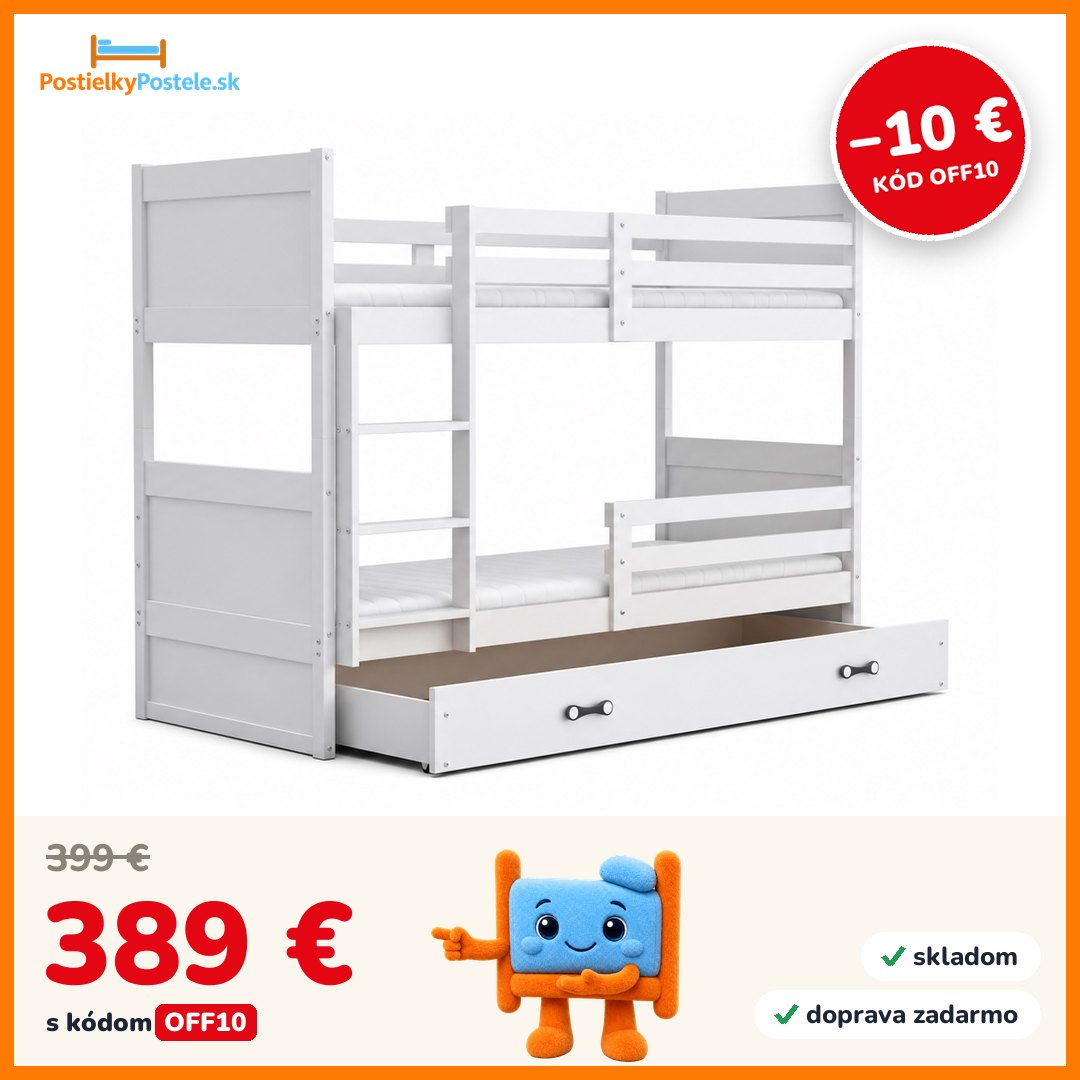 PostielkyPostele.sk
–10 €
KÓD OFF10
399 €
389 €
s kódom OFF10
skladom
doprava zadarmo